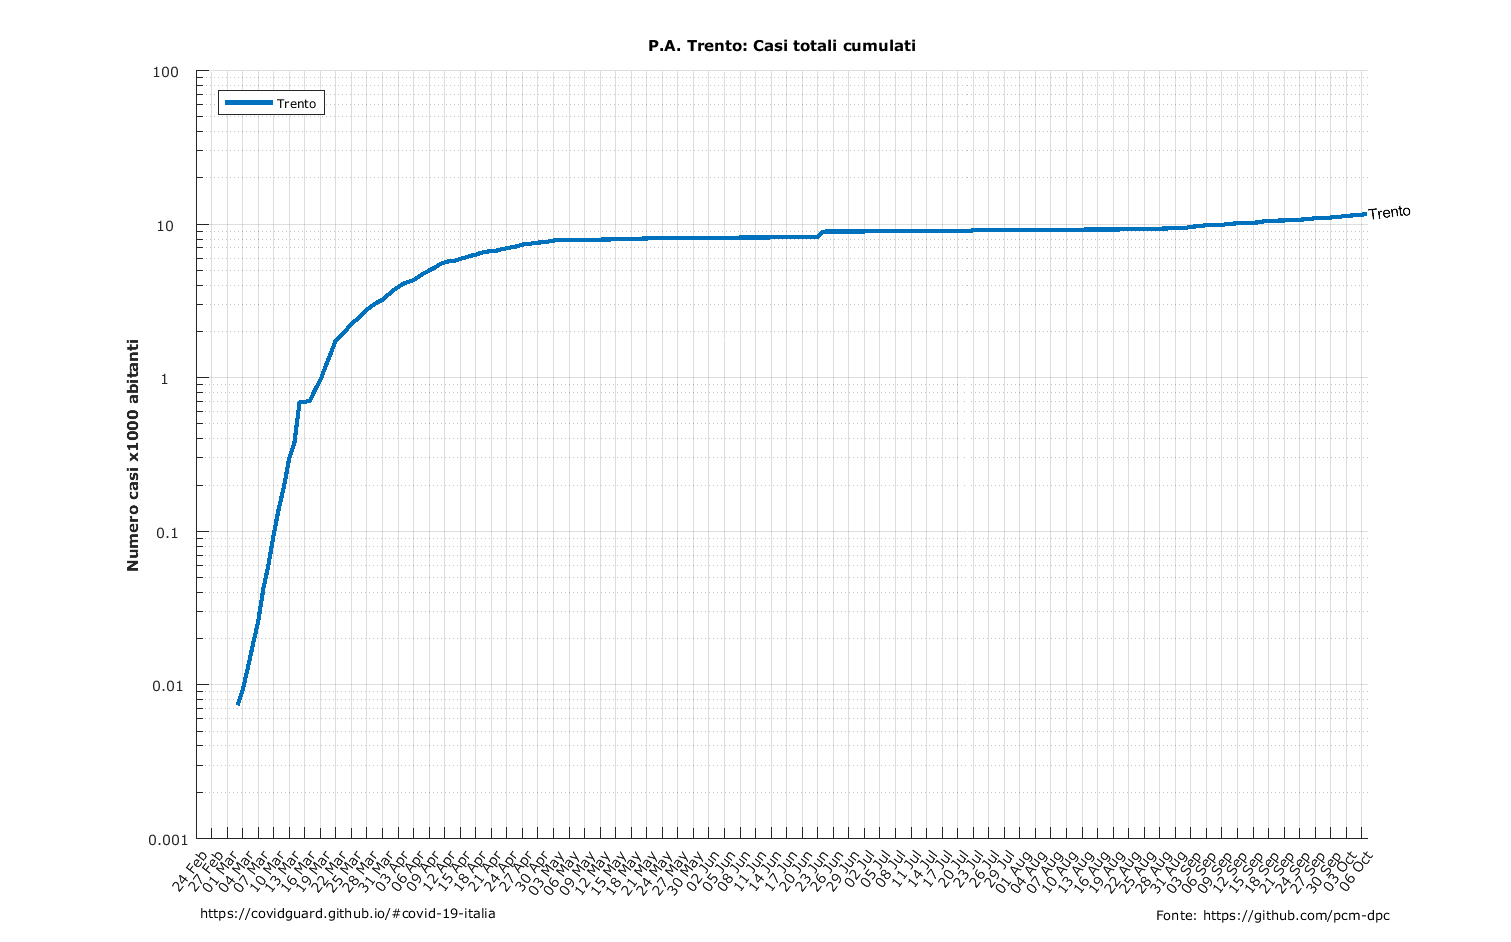 P.A. Trento: Casi totali cumulati
100
10
1
0.1
0.01
0.001
Numero casi x1000 abitanti
Trento
Trento
24 Feb
27 Feb
01 Mar
04 Mar
07 Mar
10 Mar
13 Mar
16 Mar
19 Mar
22 Mar
25 Mar
28 Mar
31 Mar
03 Apr
06 Apr
09 Apr
12 Apr
15 Apr
18 Apr
21 Apr
24 Apr
27 Apr
30 Apr
03 May
06 May
09 May
12 May
15 May
18 May
21 May
24 May
27 May
30 May
02 Jun
05 Jun
08 Jun
11 Jun
14 Jun
17 Jun
20 Jun
23 Jun
26 Jun
29 Jun
02 Jul
05 Jul
08 Jul
11 Jul
14 Jul
17 Jul
20 Jul
23 Jul
26 Jul
29 Jul
01 Aug
04 Aug
07 Aug
10 Aug
13 Aug
16 Aug
19 Aug
22 Aug
25 Aug
28 Aug
31 Aug
03 Sep
06 Sep
09 Sep
12 Sep
15 Sep
18 Sep
21 Sep
24 Sep
27 Sep
30 Sep
03 Oct
06 Oct
https://covidguard.github.io/#covid-19-italia
Fonte: https://github.com/pcm-dpc